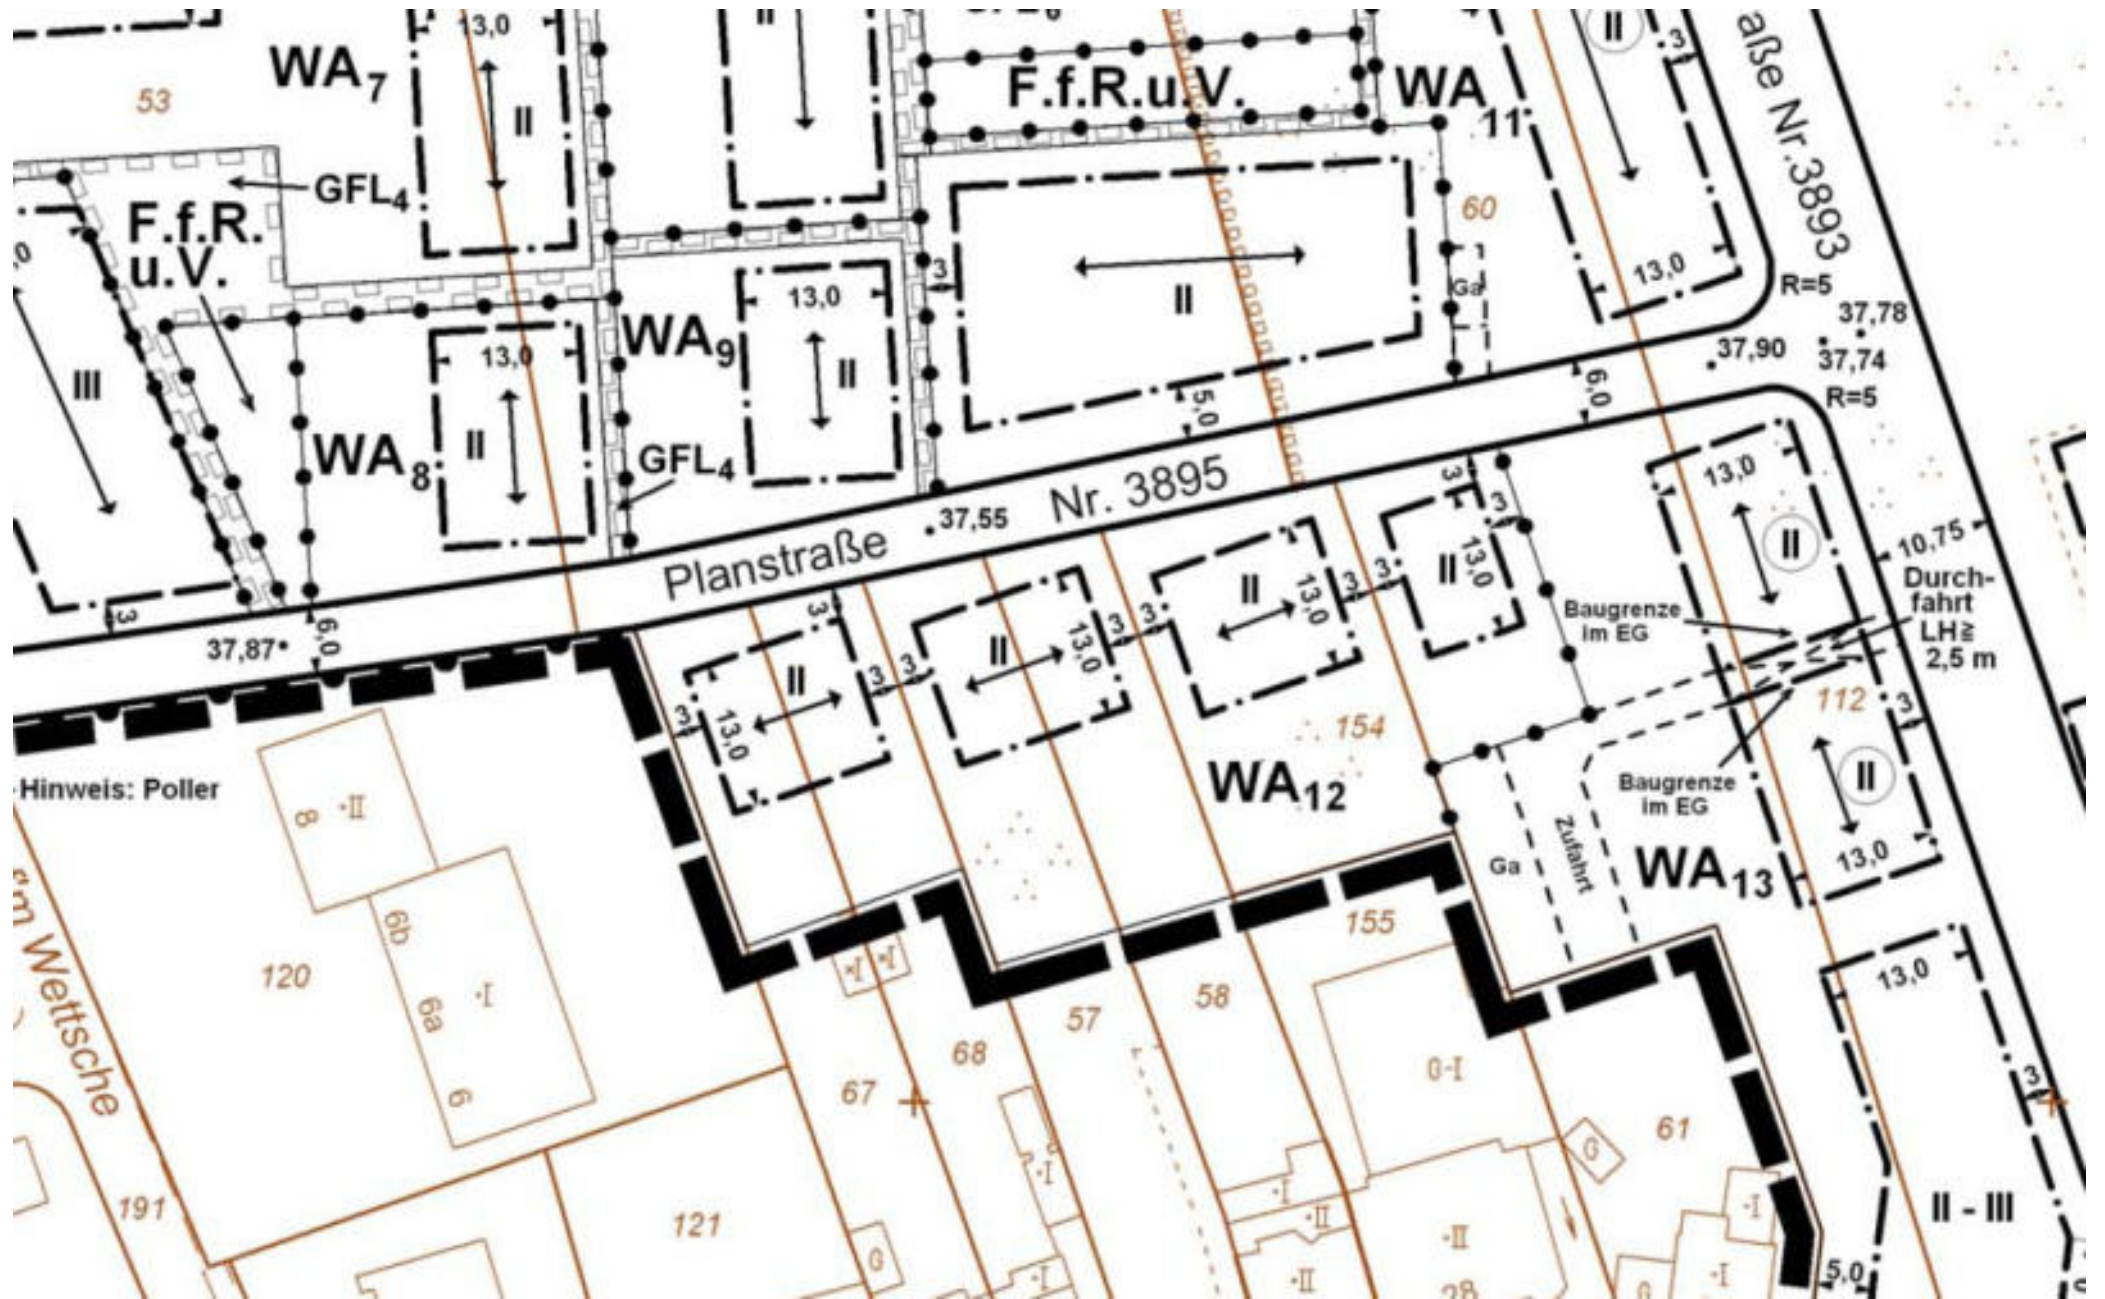 13,0
II
WA7
53
II
GFL4
F.f.R.
u.V.
F.f.R.u.V.
WA
11
II
3
aße Nr.3893
60
Ga
13,0
R=5
37,78
37,90
37,74
R=5
III
WA8
13,0
II
WA9
13,0
II
GFL4
3
II
5,0
6,0
Planstraße Nr. 3895
37,55
3
37,87
6,0
Hinweis: Poller
3
13,0
II
3
3
3
13,0
II
3
3
13,0
II
3
3
3
13,0
II
3
13,0
II
10,75
Durch-
fahrt
LH≧
2,5 m
Baugrenze
im EG
112
3
II
13,0
Baugrenze
im EG
154
WA12
Ga
Zufahrt
WA13
8
II
6b
6a
6
I
120
I
I
155
58
57
68
67
121
191
'm Wettsche
G-I
G
61
I
I
II
II
II
I
G
I
I
G
28
13,0
3
II - III
5,0